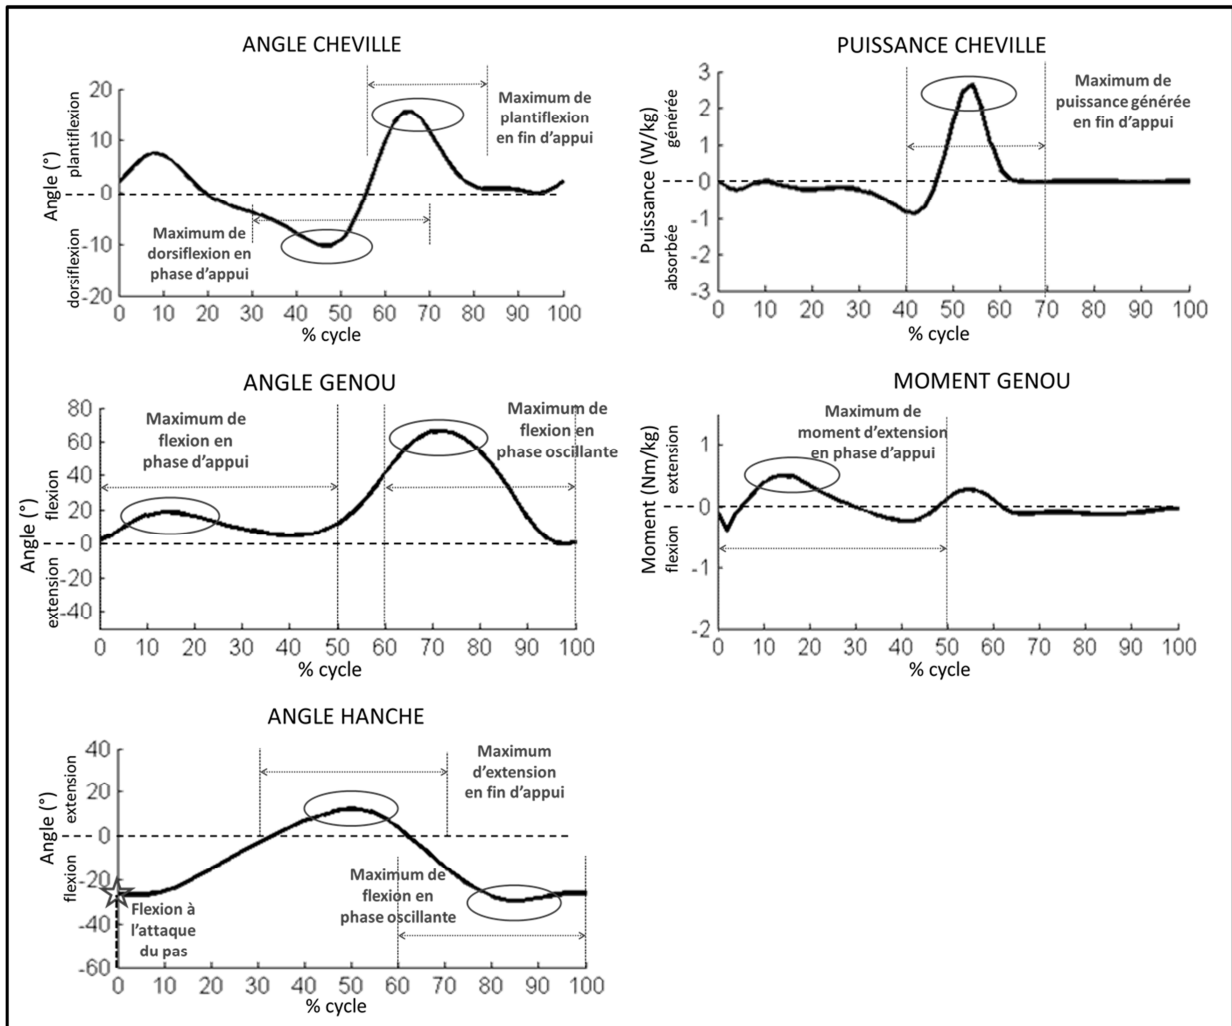 ANGLE CHEVILLE
Angle (°)
dorsiflexion
plantiflexion
20
10
0
-10
-20
Maximum de
plantiflexion
en fin d'appui
Maximum de
dorsiflexion en
phase d'appui
0 10 20 30 40 50 60 70 80 90 100
% cycle
PUISSANCE CHEVILLE
Puissance (W/kg)
absorbée
générée
3
2
1
0
-1
-2
-3
Maximum de
puissance générée
en fin d'appui
0 10 20 30 40 50 60 70 80 90 100
% cycle
ANGLE GENOU
Angle (°)
extension
flexion
80
60
40
20
0
-20
-40
Maximum de
flexion en
phase d'appui
Maximum de
flexion en
phase oscillante
0 10 20 30 40 50 60 70 80 90 100
% cycle
MOMENT GENOU
Moment (Nm/kg)
flexion
extension
1
0
-1
-2
Maximum de
moment d'extension
en phase d'appui
0 10 20 30 40 50 60 70 80 90 100
% cycle
ANGLE HANCHE
Angle (°)
flexion
extension
40
20
0
-20
-40
-60
Maximum
d'extension
en fin d'appui
Maximum de
flexion en
phase oscillante
Flexion à
l'attaque
du pas
0 10 20 30 40 50 60 70 80 90 100
% cycle